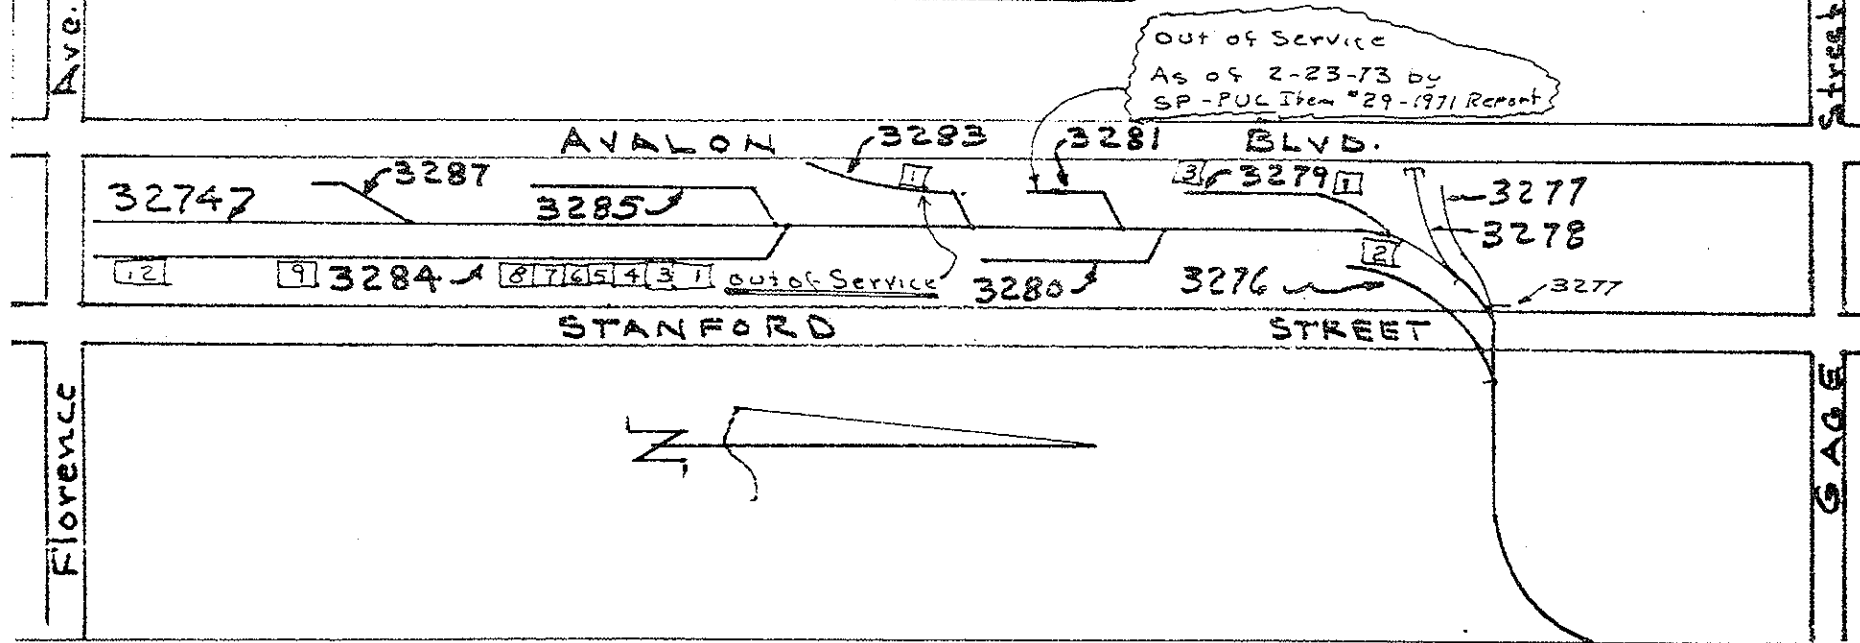 Ave.
Street
Out of Service
As of 2-23-73 by
SP-PUC Item #29-1971 Report
AVALON BLVD.
3283
3281
3287
3 3279 1
1
3277
32747
3285
3278
2
12
9 3284 8 7 6 5 4 3 1 out of Service
3280
3276
3277
STANFORD STREET
Florence
GAGE
N